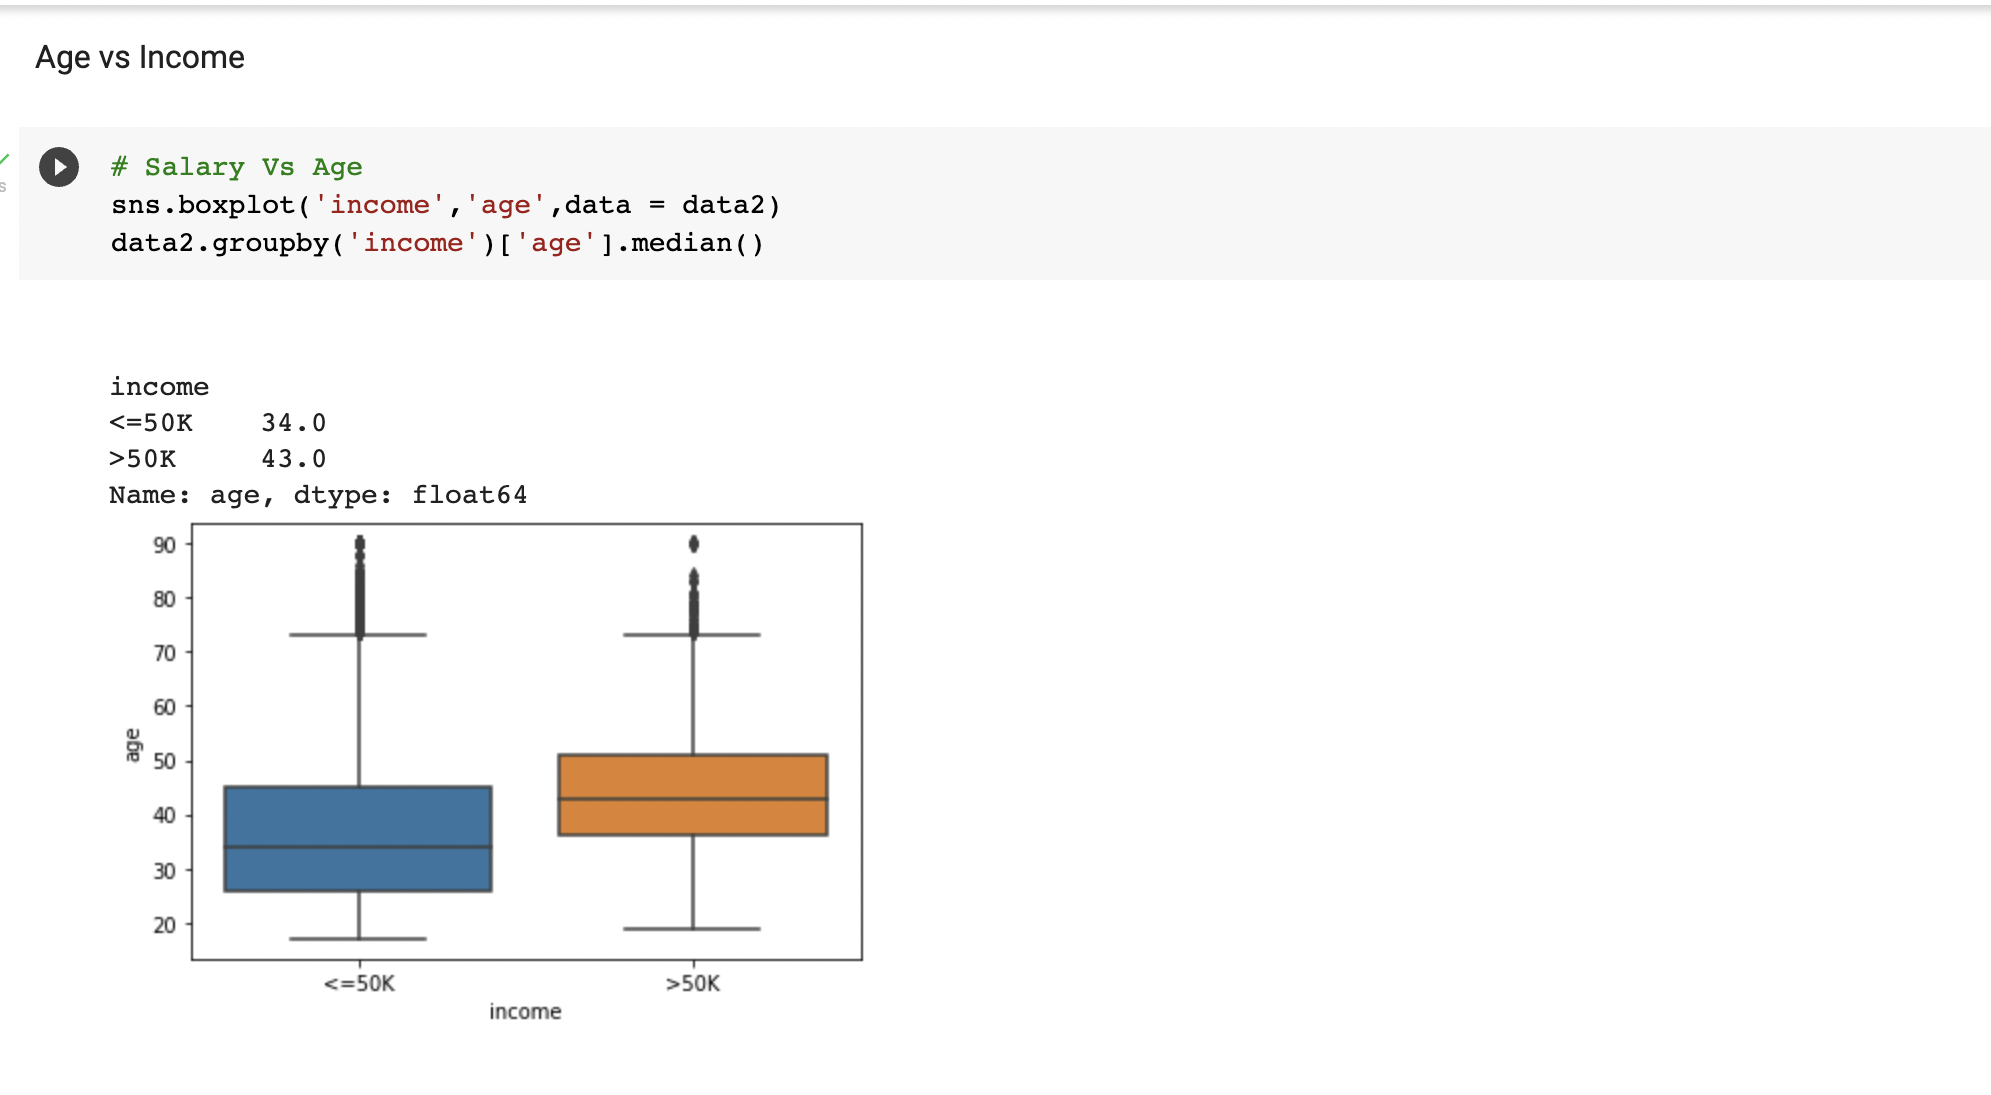 Age vs Income
s
# Salary Vs Age
sns.boxplot('income','age',data = data2)
data2.groupby('income')['age'].median()
income
<=50K    34.0
>50K     43.0
Name: age, dtype: float64
90
80
70
60
50
40
30
20
age
<=50K
>50K
income